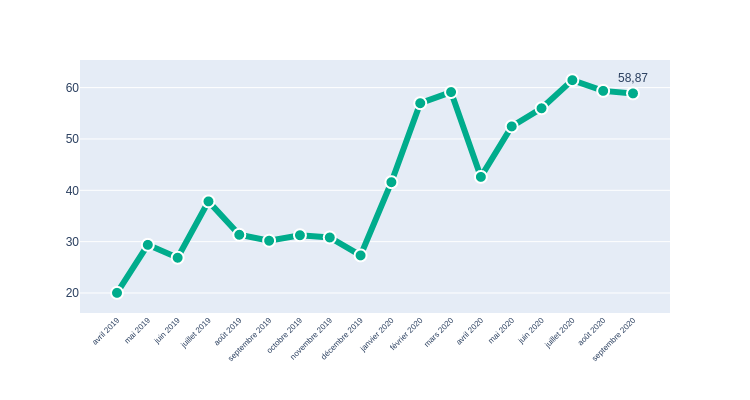 58,87
60
50
40
30
20
avril 2019
mai 2019
juin 2019
juillet 2019
août 2019
septembre 2019
octobre 2019
novembre 2019
décembre 2019
janvier 2020
février 2020
mars 2020
avril 2020
mai 2020
juin 2020
juillet 2020
août 2020
septembre 2020